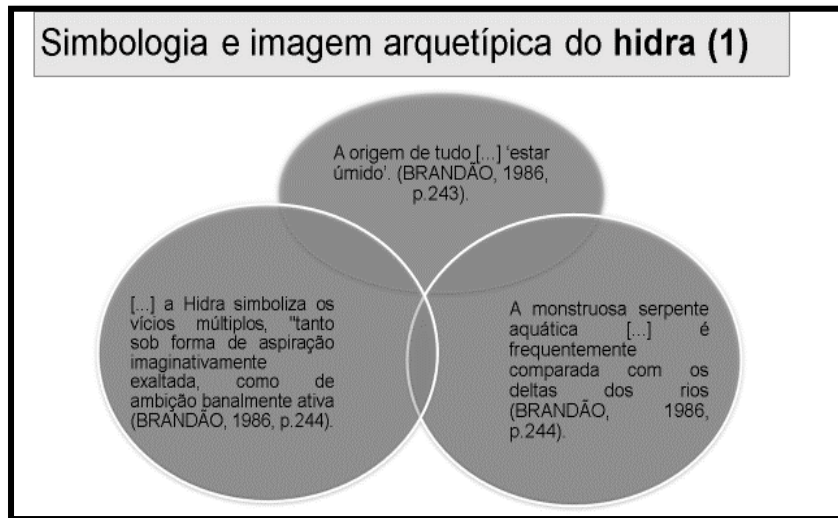 Simbologia e imagem arquetípica do hidra (1)
A origem de tudo [...] ‘estar
úmido’. (BRANDÃO, 1986,
p.243).
[...] a Hidra simboliza os
vícios múltiplos, "tanto
sob forma de aspiração
imaginativamente
exaltada, como de
ambição banalmente ativa
(BRANDÃO, 1986, p.244).
A monstruosa serpente
aquática [...] é
frequentemente
comparada com os
deltas dos rios
(BRANDÃO, 1986,
p.244).